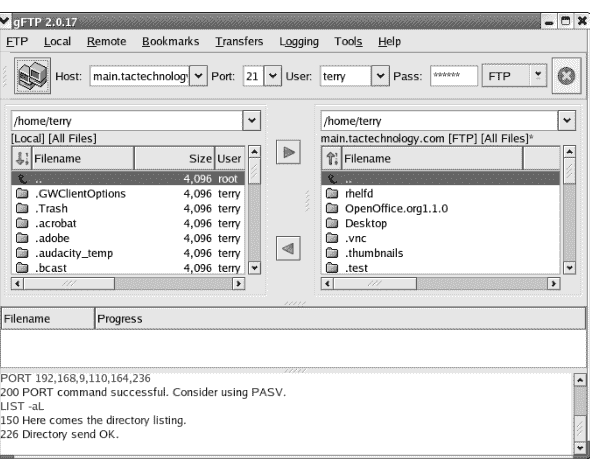 gFTP 2.0.17
FTP Local Remote Bookmarks Transfers Logging Tools Help
Host: main.tactechnolog Port: 21 User: terry Pass: ****** FTP
/home/terry
[Local] [All Files]
Filename Size User
.. 4,096 root
.GWClientOptions 4,096 terry
.Trash 4,096 terry
.acrobat 4,096 terry
.adobe 4,096 terry
.audacity_temp 4,096 terry
.bcast 4,096 terry
/home/terry
main.tactechnology.com [FTP] [All Files]*
Filename
..
rhelfd
OpenOffice.org1.1.0
Desktop
.vnc
.thumbnails
.test
Filename Progress
PORT 192,168,9,110,164,236
200 PORT command successful. Consider using PASV.
LIST -aL
150 Here comes the directory listing.
226 Directory send OK.